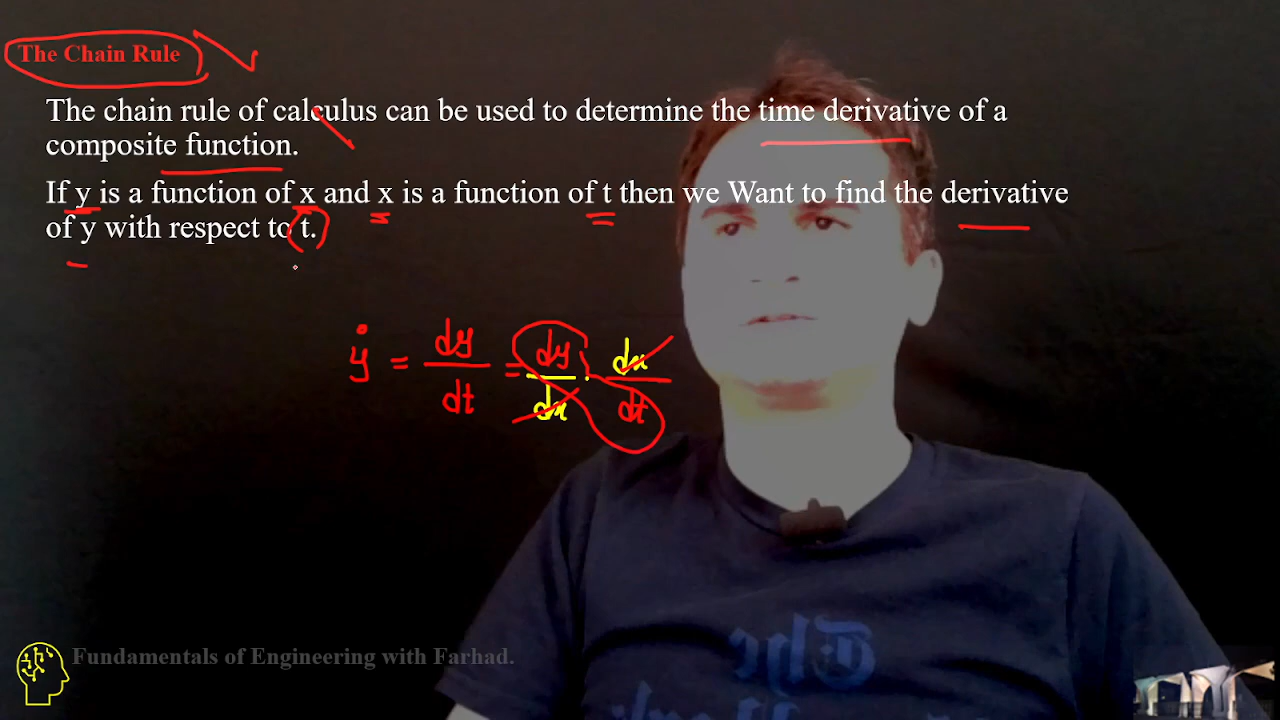 The Chain Rule
The chain rule of calculus can be used to determine the time derivative of a
composite function.
If y is a function of x and x is a function of t then we Want to find the derivative
of y with respect to t.
ẏ = dy/dt = dy/dx · dx/dt
The
Fundamentals of Engineering with Farhad.